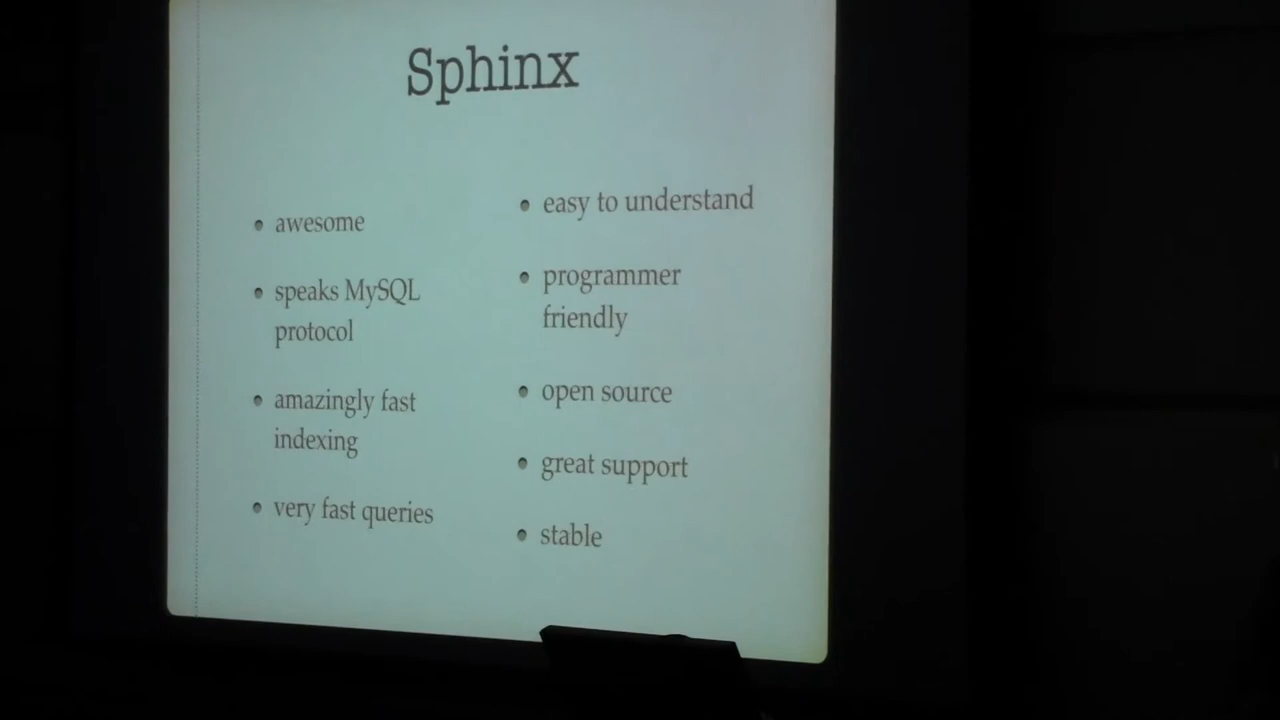 Sphinx
• awesome
• speaks MySQL
protocol
• amazingly fast
indexing
• very fast queries
• easy to understand
• programmer
friendly
• open source
• great support
• stable